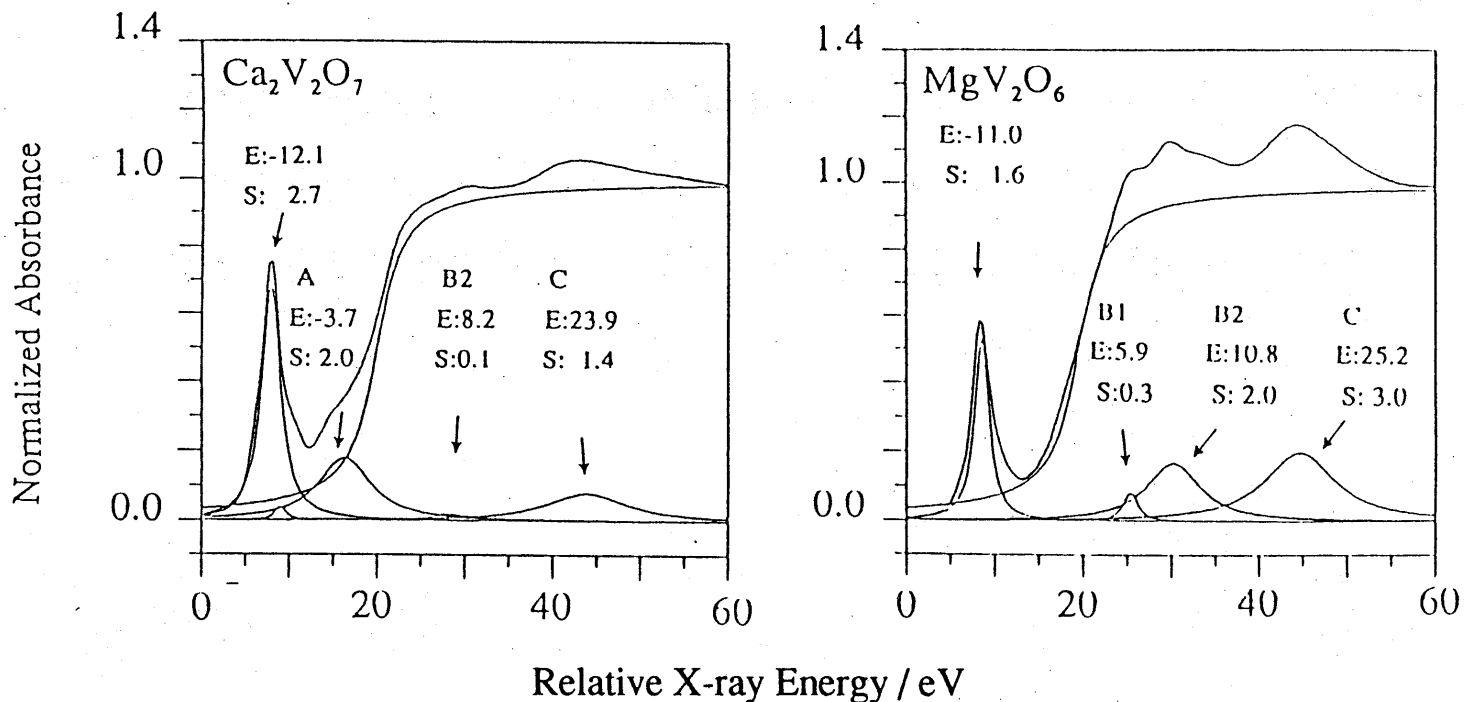 Normalized Absorbance
1.4
1.0
0.0
Ca₂V₂O₇
E:-12.1
S: 2.7
A
E:-3.7
S: 2.0
B2
E:8.2
S:0.1
C
E:23.9
S: 1.4
0 20 40 60
1.4
1.0
0.0
MgV₂O₆
E:-11.0
S: 1.6
B1
E:5.9
S:0.3
B2
E:10.8
S: 2.0
C
E:25.2
S: 3.0
0 20 40 60
Relative X-ray Energy / eV